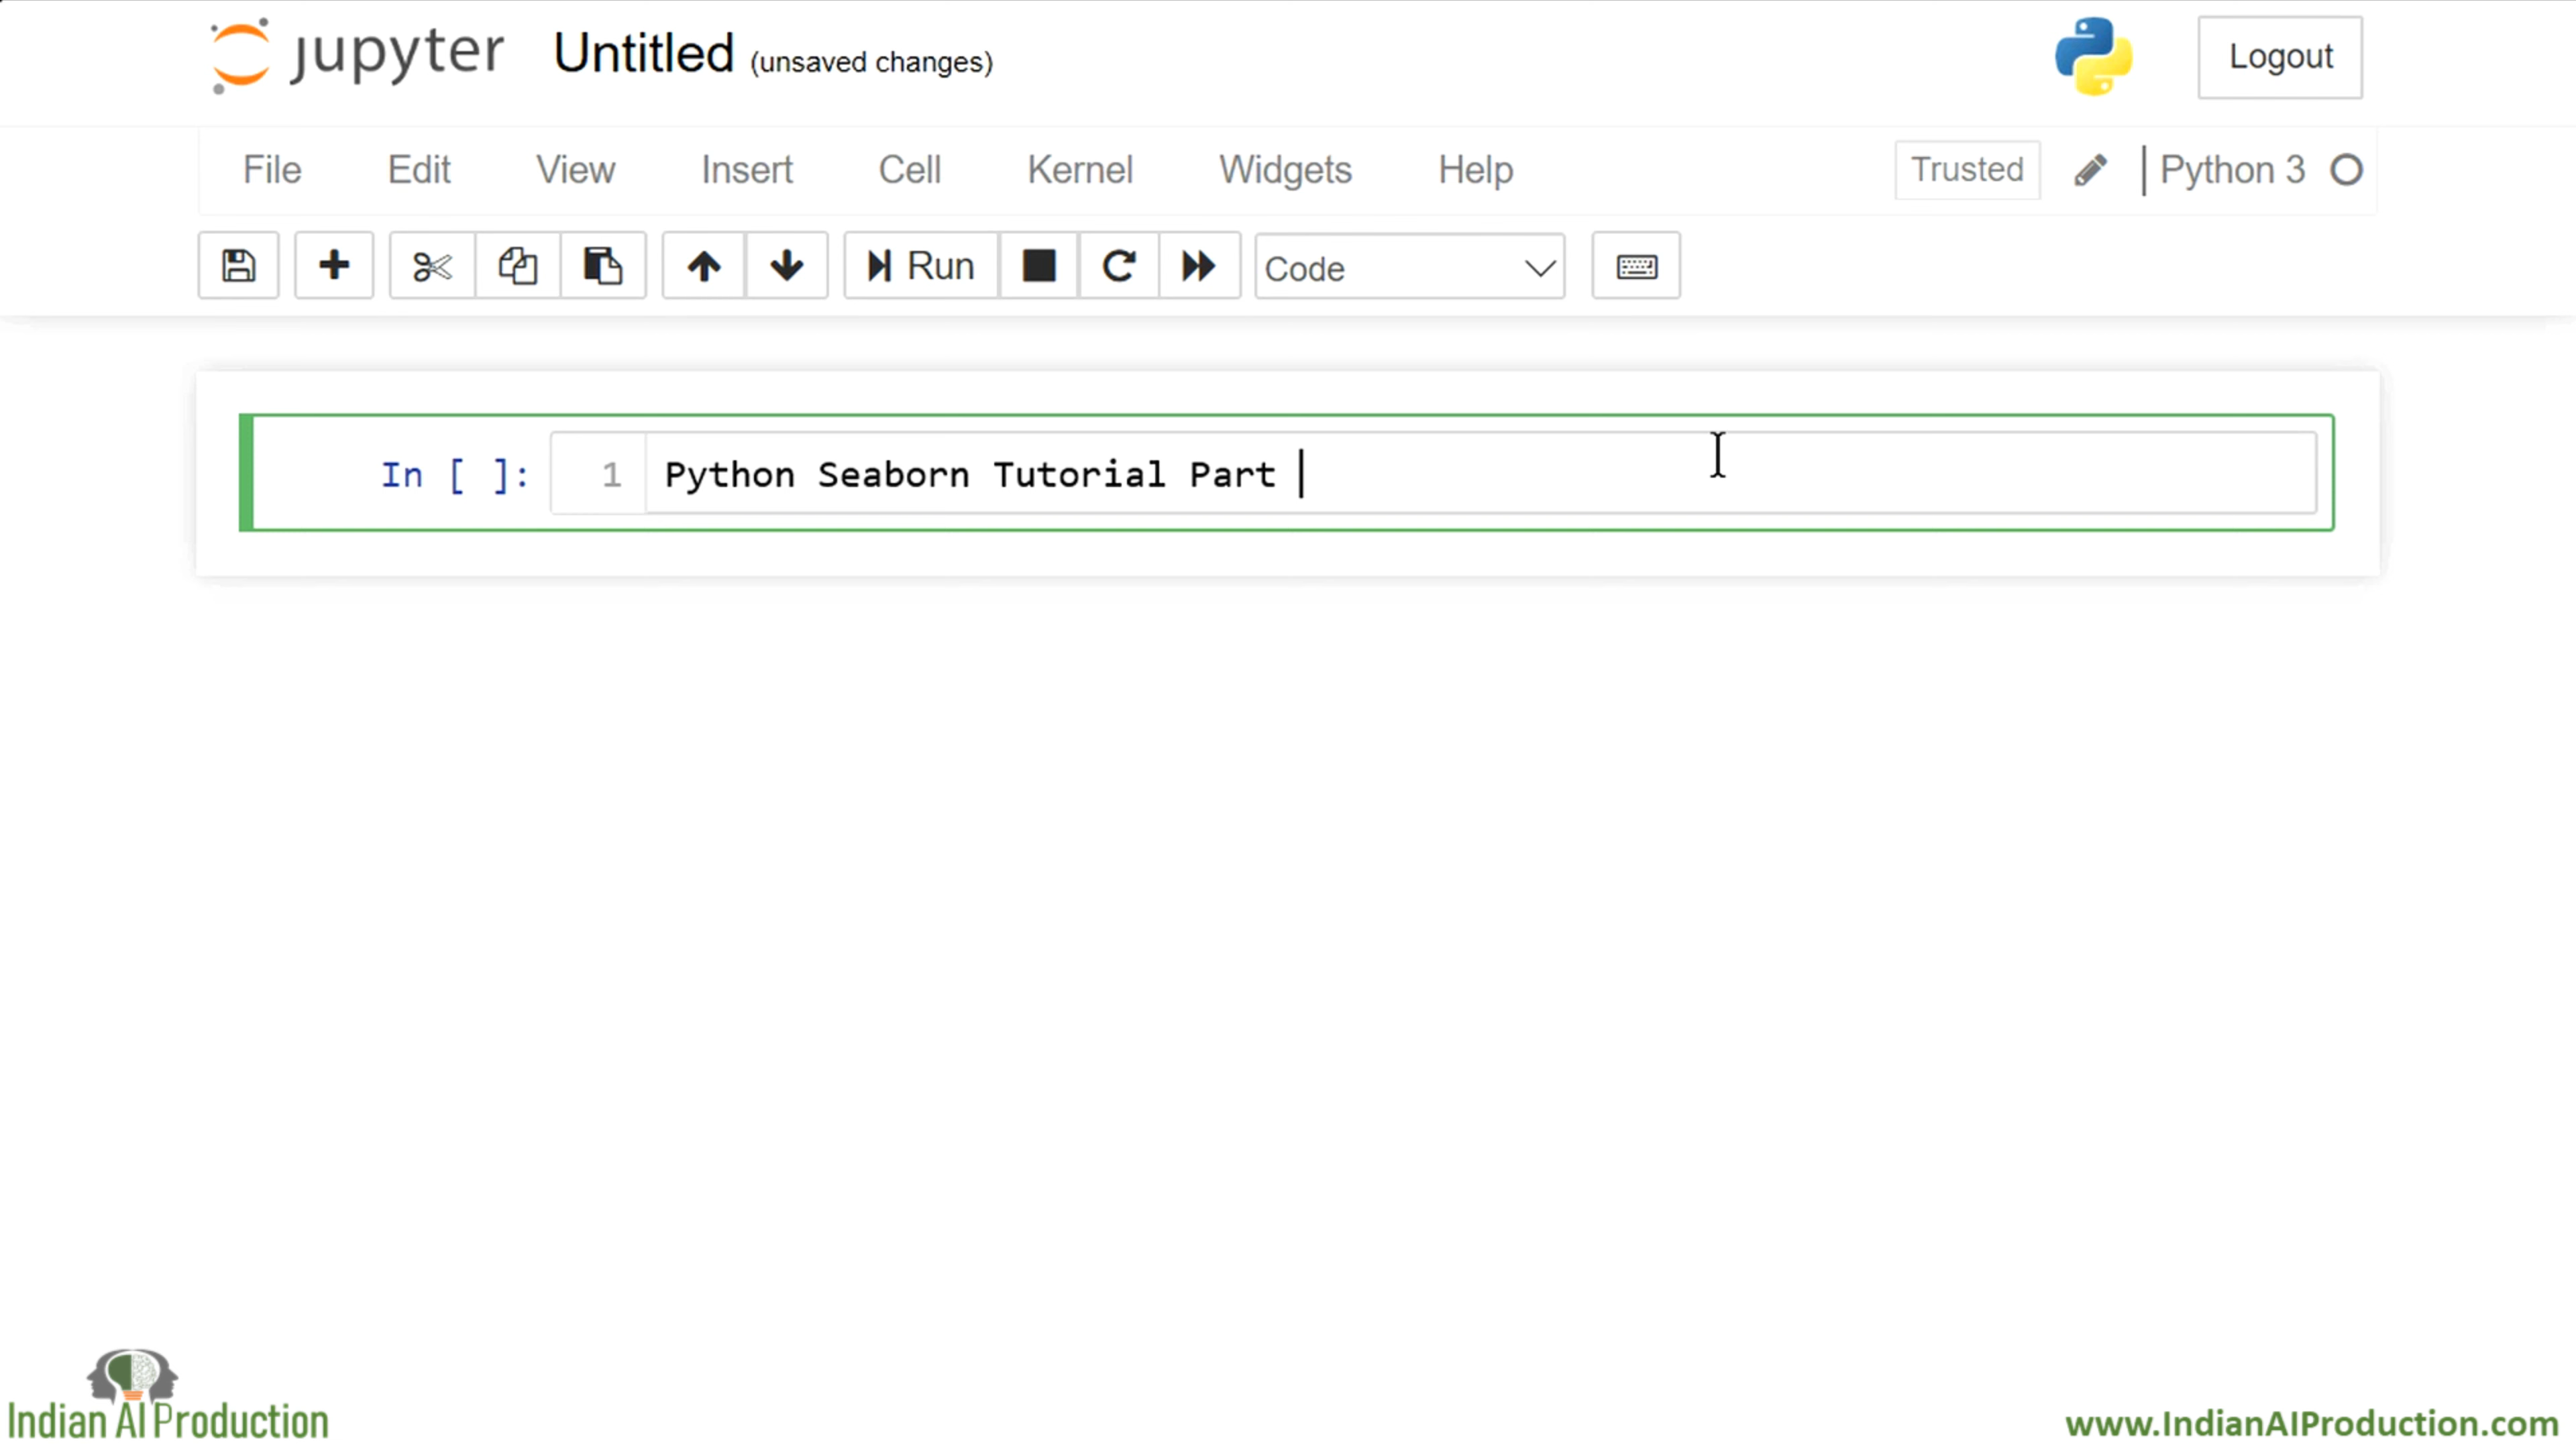 jupyter Untitled (unsaved changes) Logout
File Edit View Insert Cell Kernel Widgets Help Trusted Python 3
Run Code
In [ ]: 1 Python Seaborn Tutorial Part
Indian AI Production www.IndianAIProduction.com